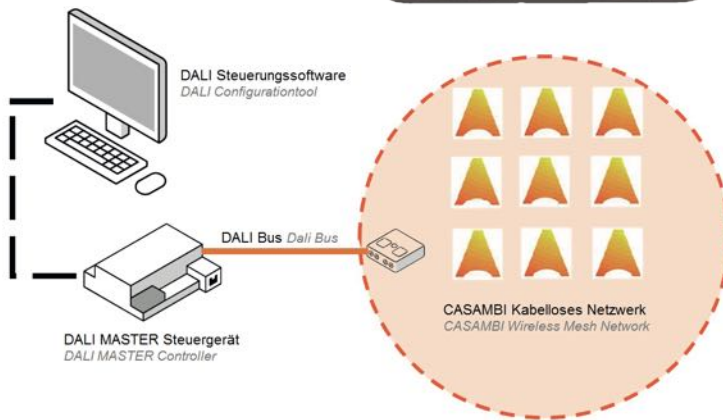 DALI Steuerungssoftware
DALI Configurationtool
DALI Bus Dali Bus
DALI MASTER Steuergerät
DALI MASTER Controller
CASAMBI Kabelloses Netzwerk
CASAMBI Wireless Mesh Network